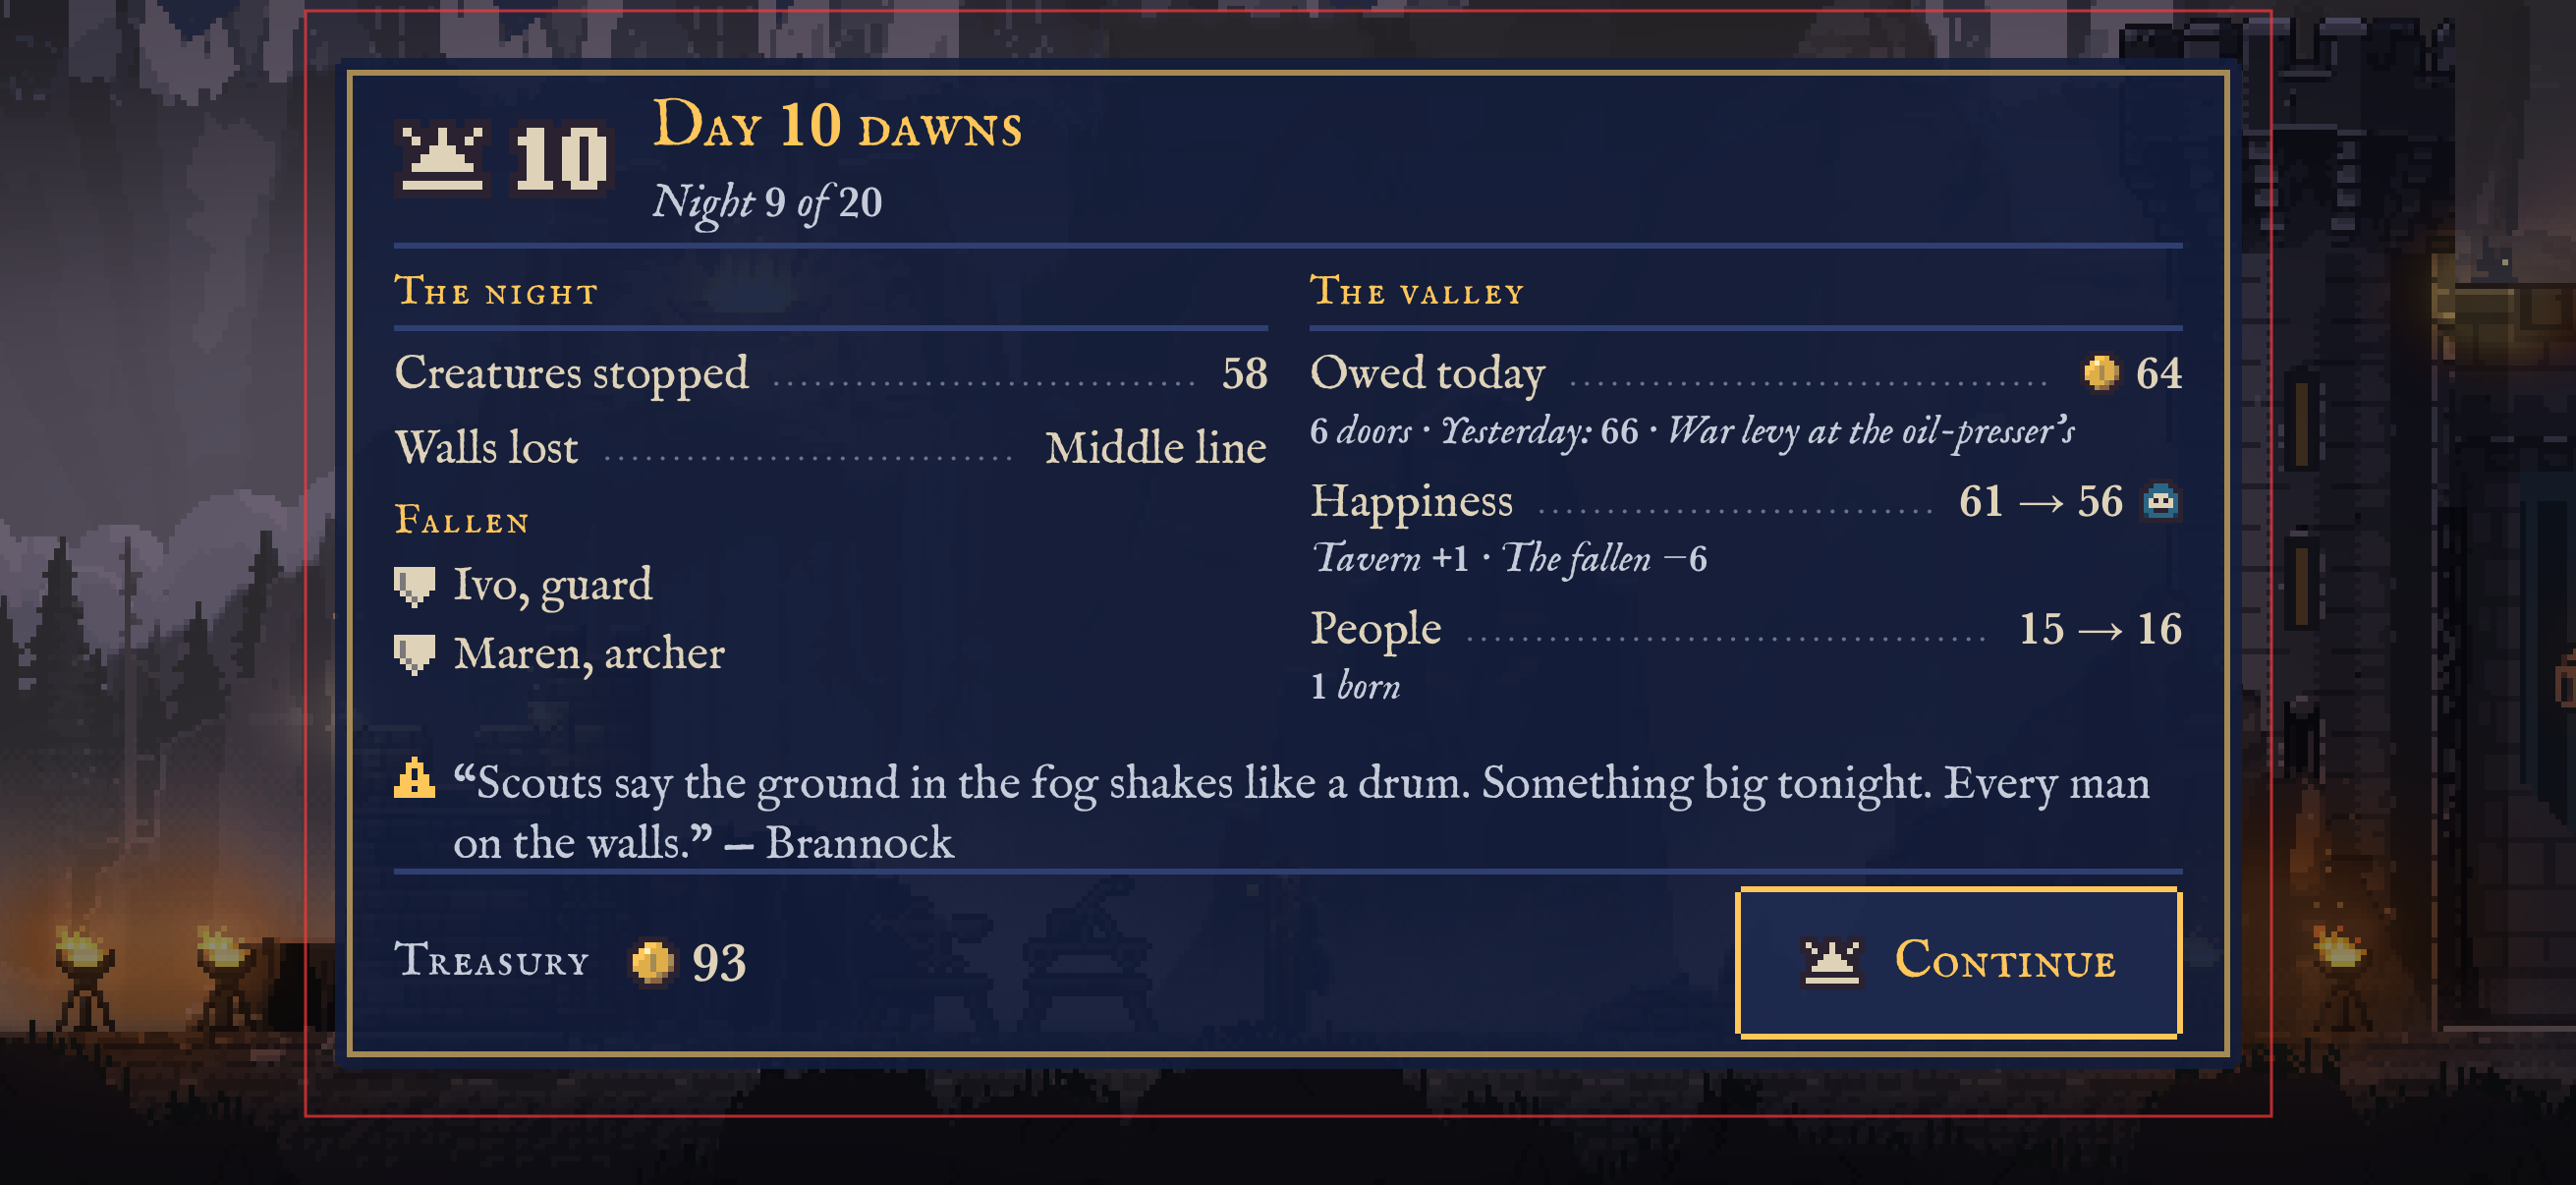 10
Day 10 dawns
Night 9 of 20
The night
Creatures stopped 58
Walls lost Middle line
Fallen
Ivo, guard
Maren, archer
The valley
Owed today 64
6 doors · Yesterday: 66 · War levy at the oil-presser’s
Happiness 61 → 56
Tavern +1 · The fallen −6
People 15 → 16
1 born
“Scouts say the ground in the fog shakes like a drum. Something big tonight. Every man
on the walls.” — Brannock
Treasury 93
Continue